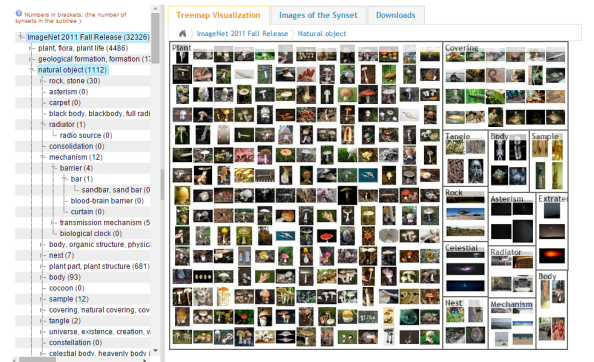 Numbers in brackets: (the number of
synsets in the subtree ).
ImageNet 2011 Fall Release (32326)
plant, flora, plant life (4486)
geological formation, formation (17
natural object (1112)
rock, stone (30)
asterism (0)
carpet (0)
black body, blackbody, full radi
radiator (1)
radio source (0)
consolidation (0)
mechanism (12)
barrier (4)
bar (1)
sandbar, sand bar (0
blood-brain barrier (0)
curtain (0)
transmission mechanism (5
biological clock (0)
body, organic structure, physica
nest (7)
plant part, plant structure (681)
body (93)
cocoon (0)
sample (12)
covering, natural covering, cov
tangle (2)
universe, existence, creation, w
constellation (0)
celestial body, heavenly body (
Treemap Visualization
Images of the Synset
Downloads
ImageNet 2011 Fall Release
Natural object
Plant
Covering
Tangle
Body
Sample
Rock
Asterism
Extrater
Celestial
Radiator
Body
Nest
Mechanism